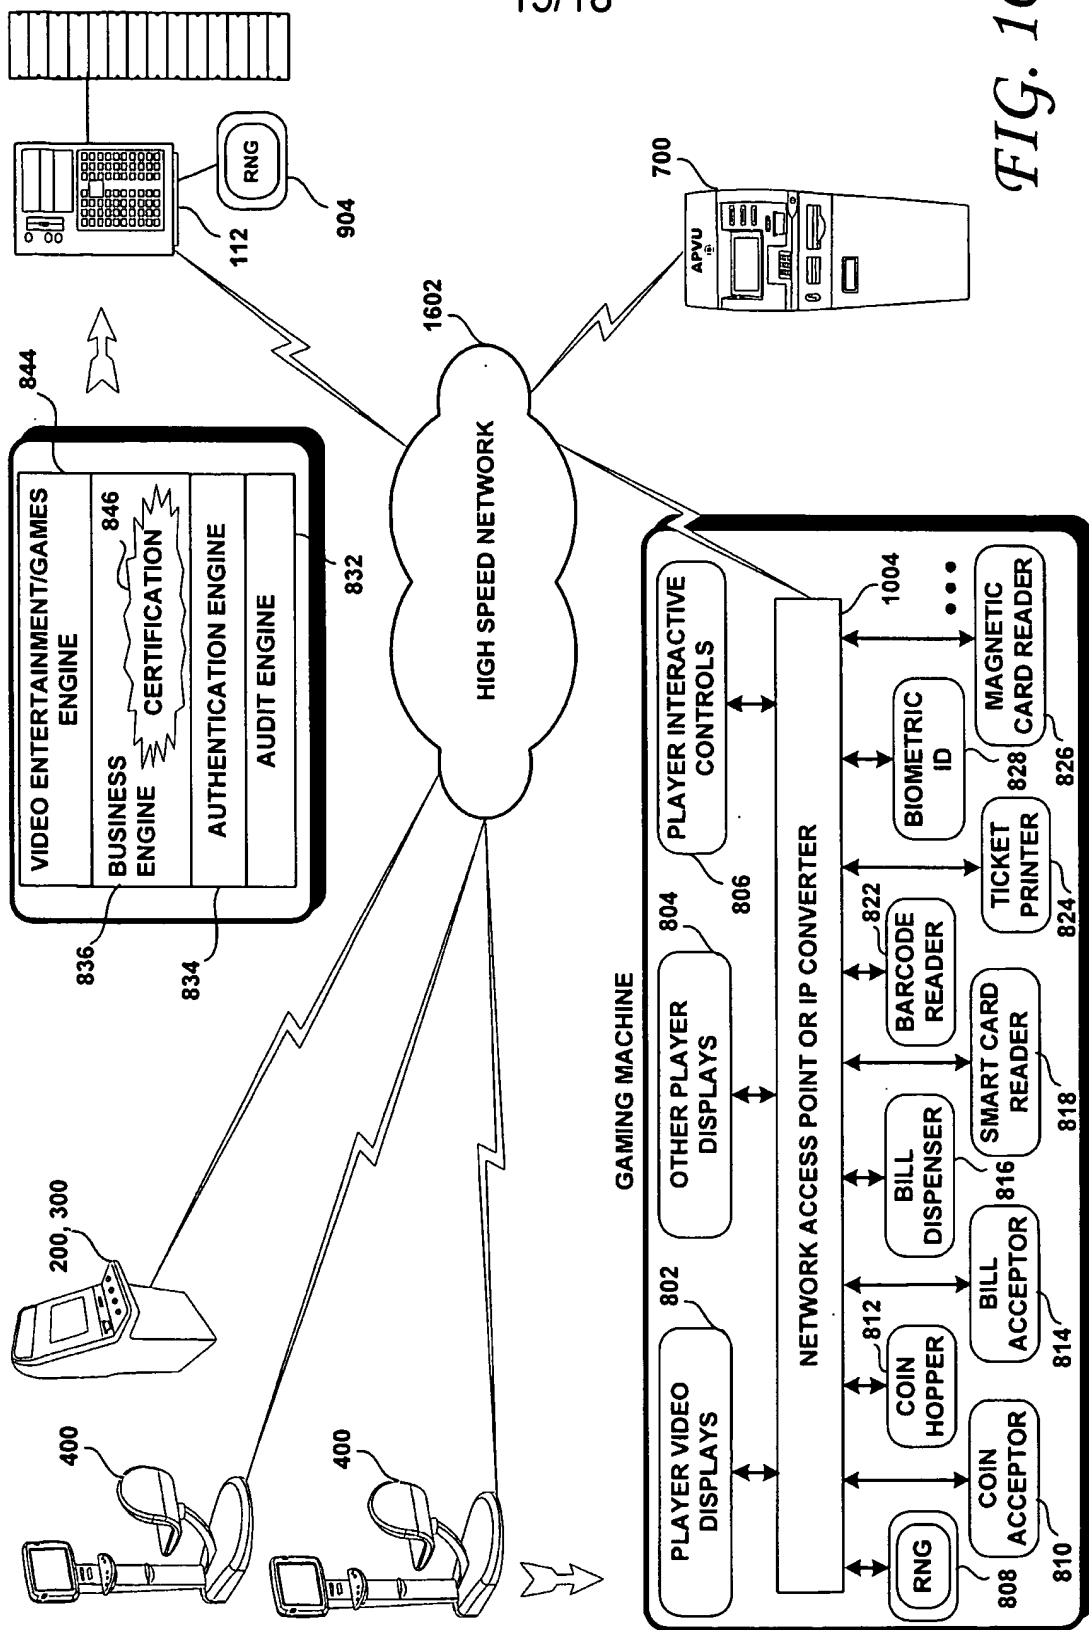 15/18
FIG. 16
112
RNG
904
844
VIDEO ENTERTAINMENT/GAMES
ENGINE
BUSINESS
ENGINE
846
CERTIFICATION
AUTHENTICATION ENGINE
AUDIT ENGINE
836
834
832
200, 300
400
400
1602
HIGH SPEED NETWORK
700
APVU
GAMING MACHINE
802
804
806
PLAYER VIDEO
DISPLAYS
OTHER PLAYER
DISPLAYS
PLAYER INTERACTIVE
CONTROLS
NETWORK ACCESS POINT OR IP CONVERTER
1004
RNG
808
COIN
ACCEPTOR
810
812
COIN
HOPPER
BILL
ACCEPTOR
814
BILL
DISPENSER
816
SMART CARD
READER
818
822
BARCODE
READER
TICKET
PRINTER
824
BIOMETRIC
ID
828
MAGNETIC
CARD READER
826